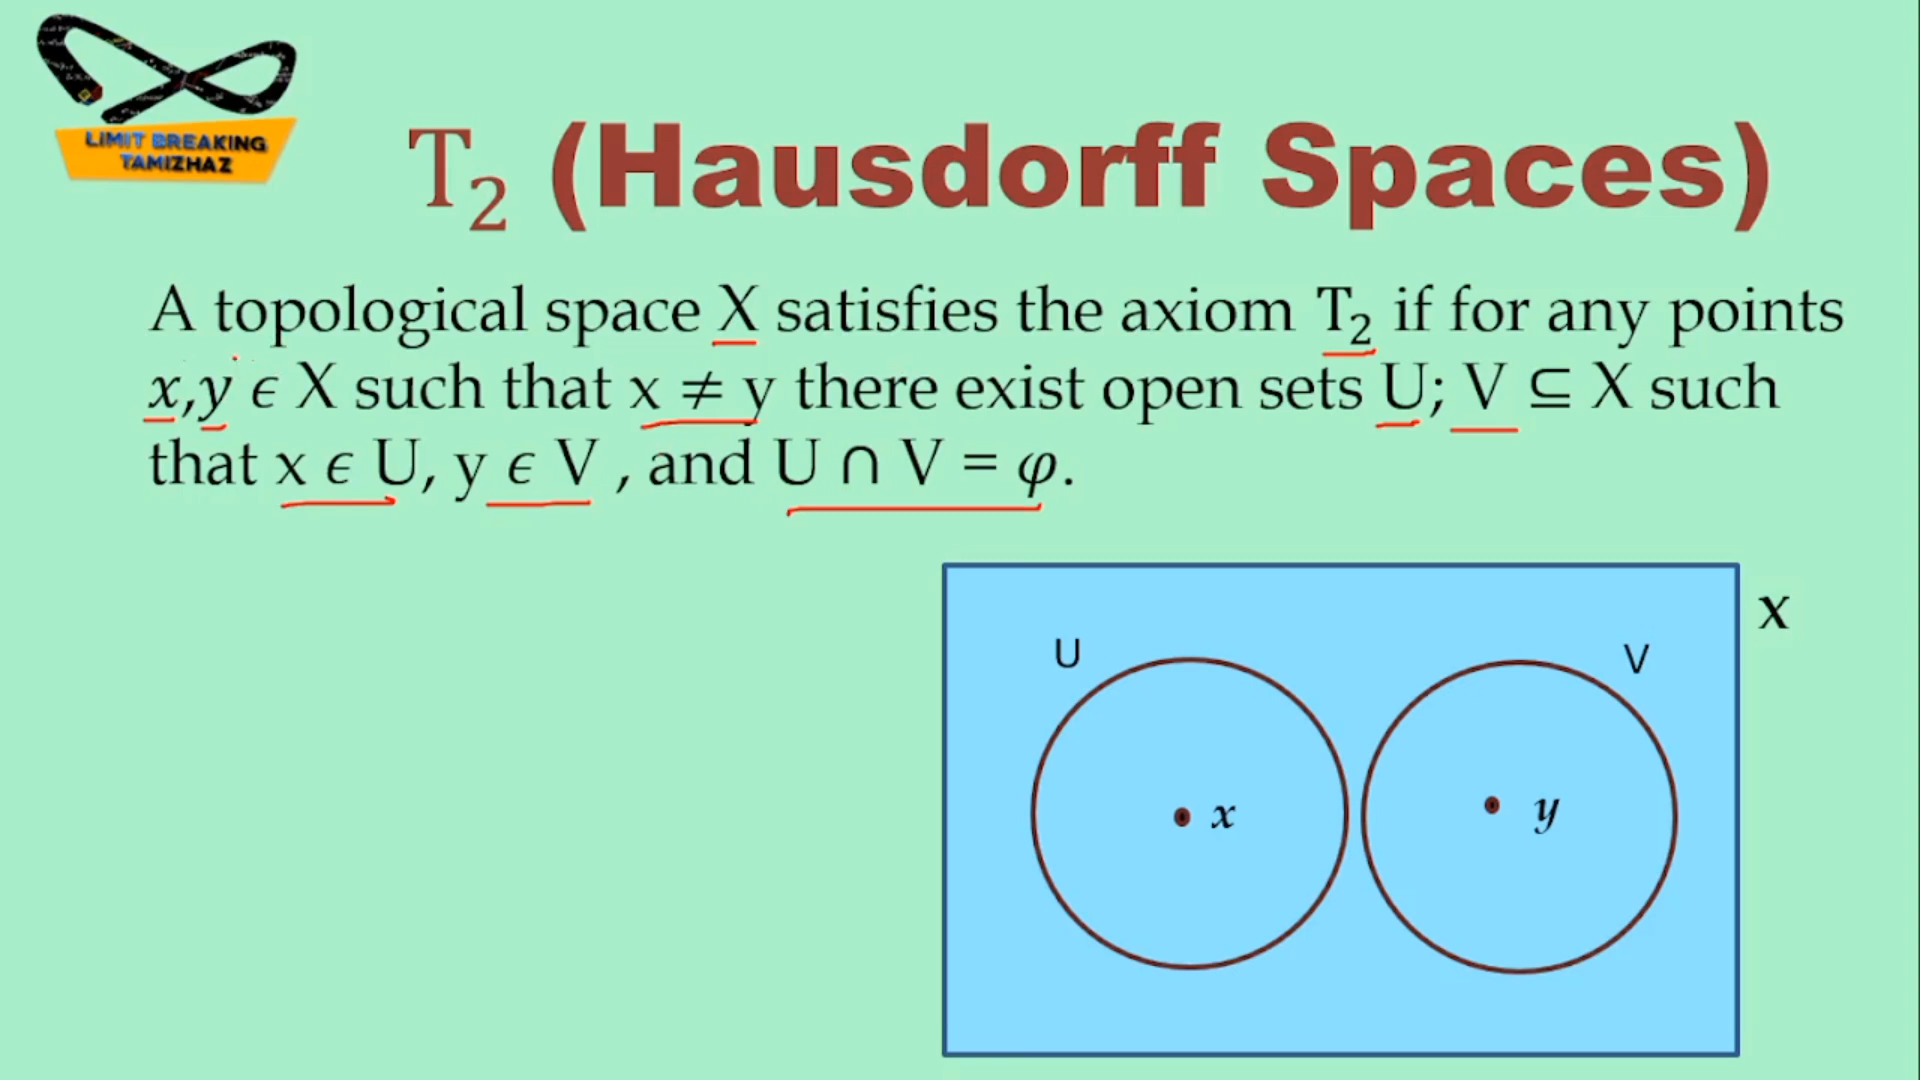 LIMIT BREAKING
TAMIZHAZ
T₂ (Hausdorff Spaces)
A topological space X satisfies the axiom T₂ if for any points
x,y ϵ X such that x ≠ y there exist open sets U; V ⊆ X such
that x ϵ U, y ϵ V , and U ∩ V = φ.
X
U
V
x
y